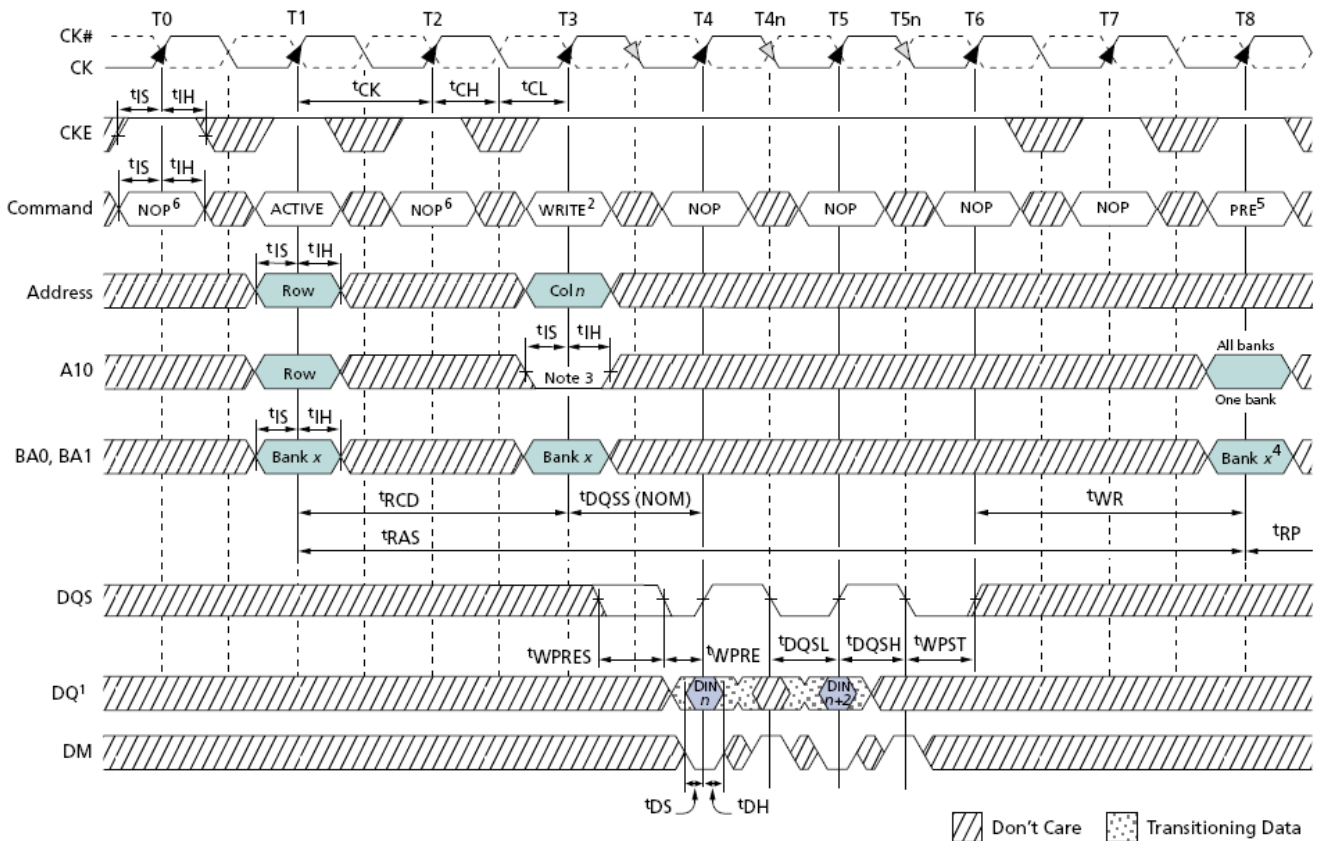 T0 T1 T2 T3 T4 T4n T5 T5n T6 T7 T8
CK#
CK
tCK tCH tCL
tIS tIH
CKE
tIS tIH
Command NOP6 ACTIVE NOP6 WRITE2 NOP NOP NOP NOP PRE5
tIS tIH
Address Row Col n
tIS tIH
All banks
A10 Row Note 3
One bank
tIS tIH
BA0, BA1 Bank x Bank x Bank x4
tRCD tDQSS (NOM) tWR
tRAS tRP
DQS
tWPRES tWPRE tDQSL tDQSH tWPST
DQ1 DIN n DIN n+2
DM
tDS tDH
Don't Care Transitioning Data